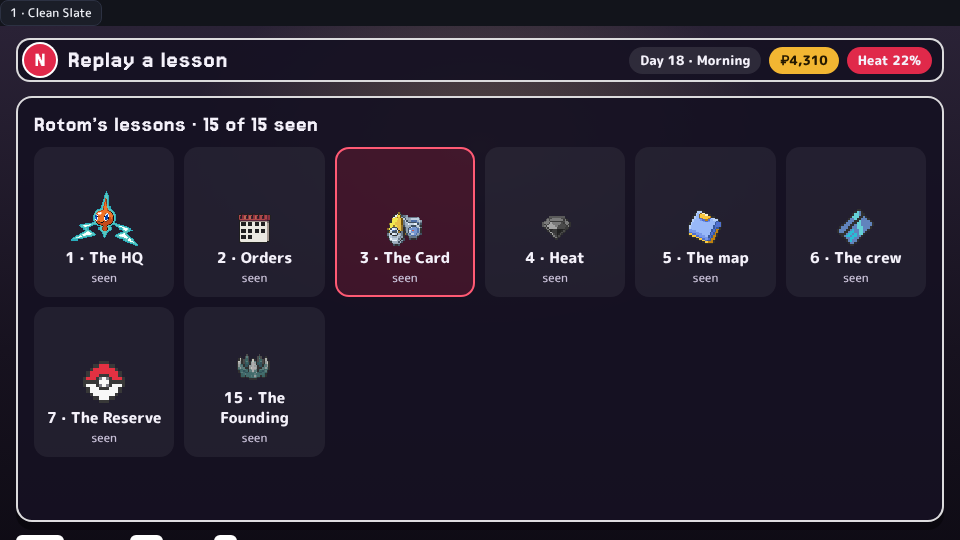 1 · Clean Slate
N
Replay a lesson
Day 18 · Morning
₽4,310
Heat 22%
Rotom's lessons · 15 of 15 seen
1 · The HQ
seen
2 · Orders
seen
3 · The Card
seen
4 · Heat
seen
5 · The map
seen
6 · The crew
seen
7 · The Reserve
seen
15 · The
Founding
seen